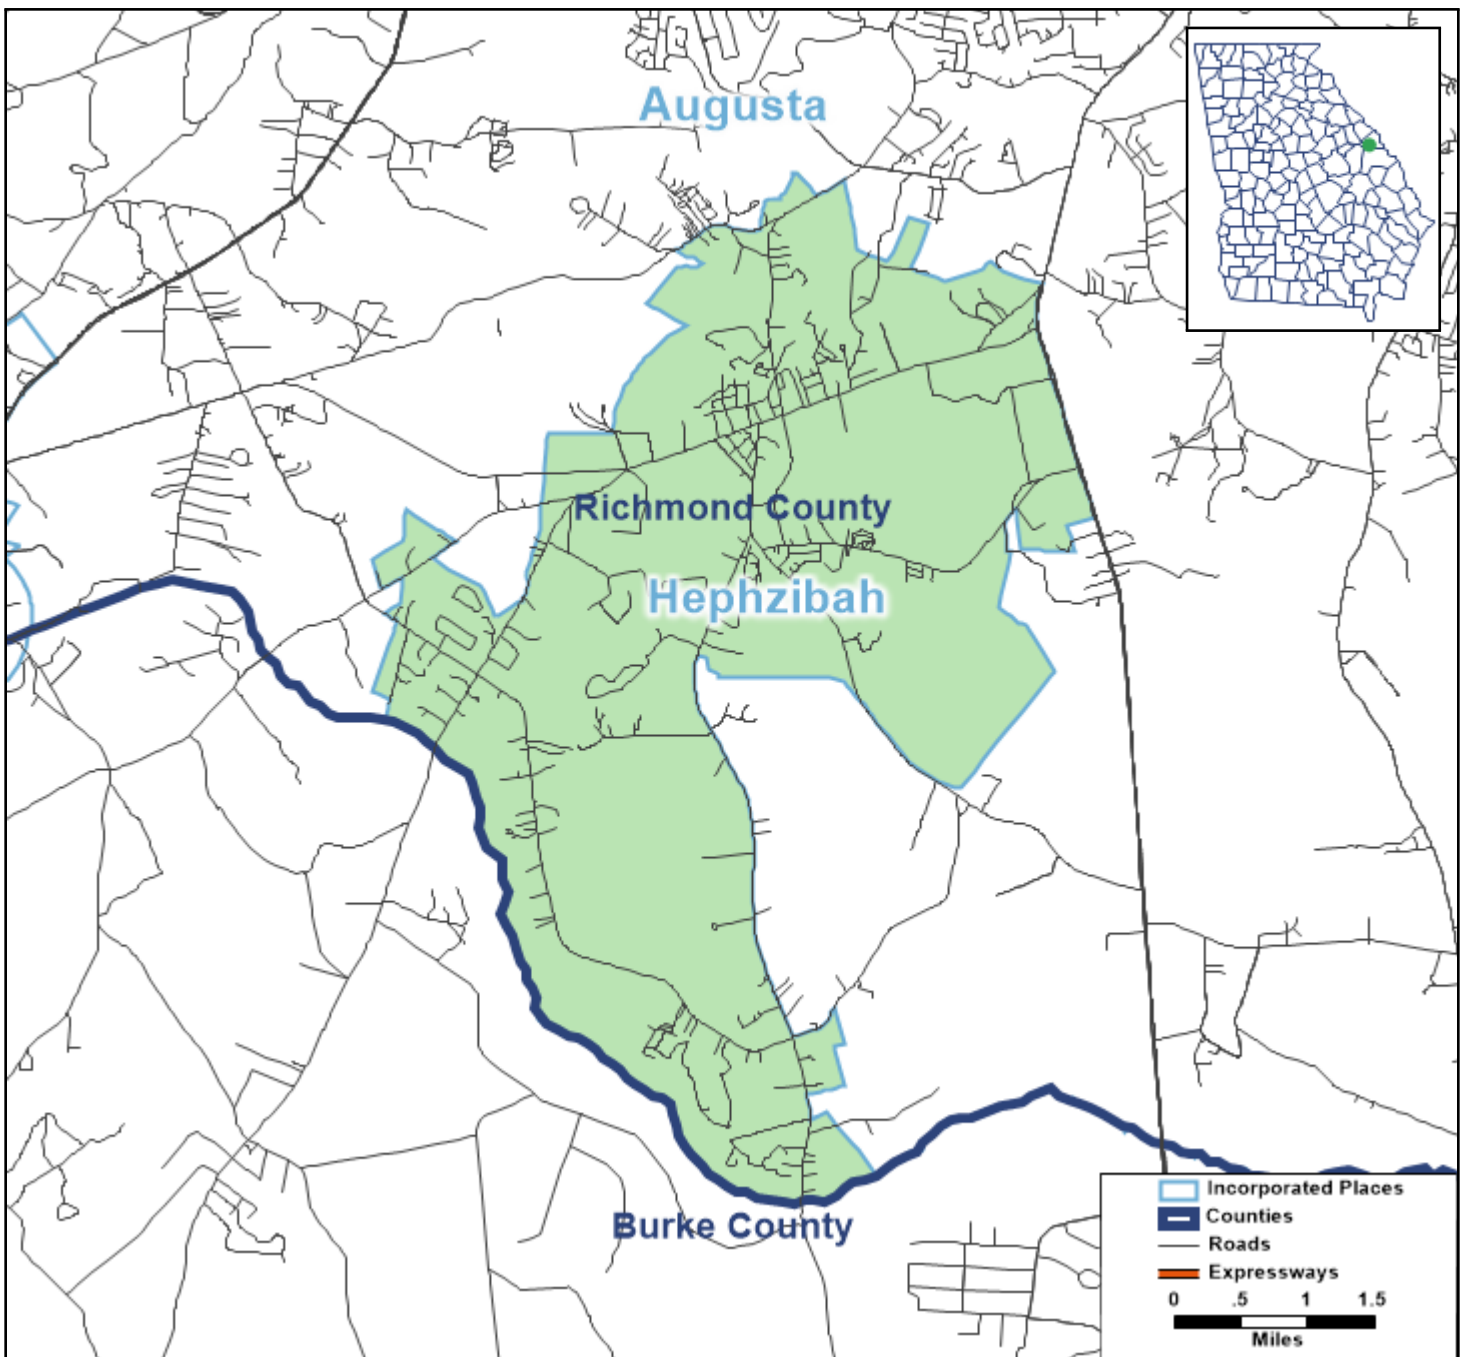 Augusta
Richmond County
Hephzibah
Burke County
Incorporated Places
Counties
Roads
Expressways
0 .5 1 1.5
Miles